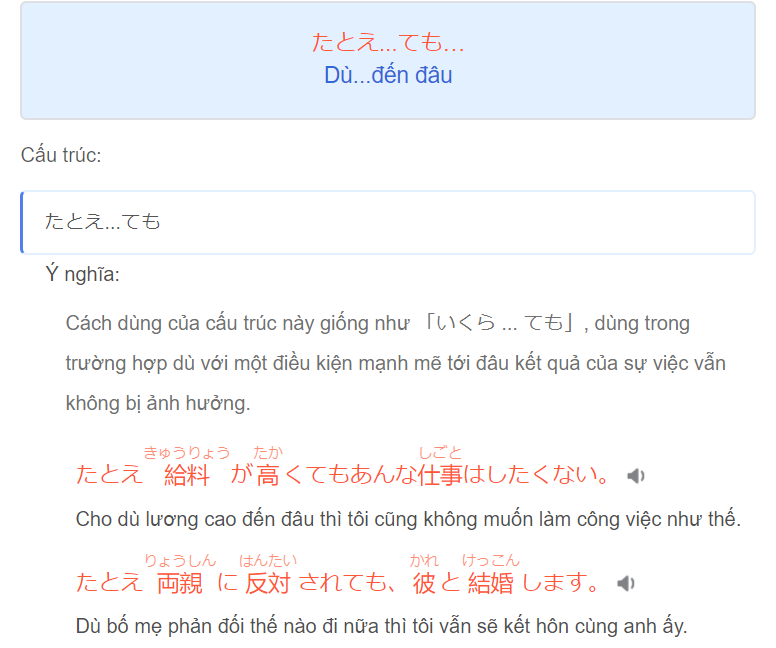 たとえ...ても...
Dù...đến đâu
Cấu trúc:
たとえ...ても
Ý nghĩa:
Cách dùng của cấu trúc này giống như 「いくら ... ても」, dùng trong
trường hợp dù với một điều kiện mạnh mẽ tới đâu kết quả của sự việc vẫn
không bị ảnh hưởng.
きゅうりょう たか しごと
たとえ 給料 が 高 くてもあんな仕事はしたくない。
Cho dù lương cao đến đâu thì tôi cũng không muốn làm công việc như thế.
りょうしん はんたい かれ けっこん
たとえ 両親 に 反対 されても、 彼 と 結婚 します。
Dù bố mẹ phản đối thế nào đi nữa thì tôi vẫn sẽ kết hôn cùng anh ấy.